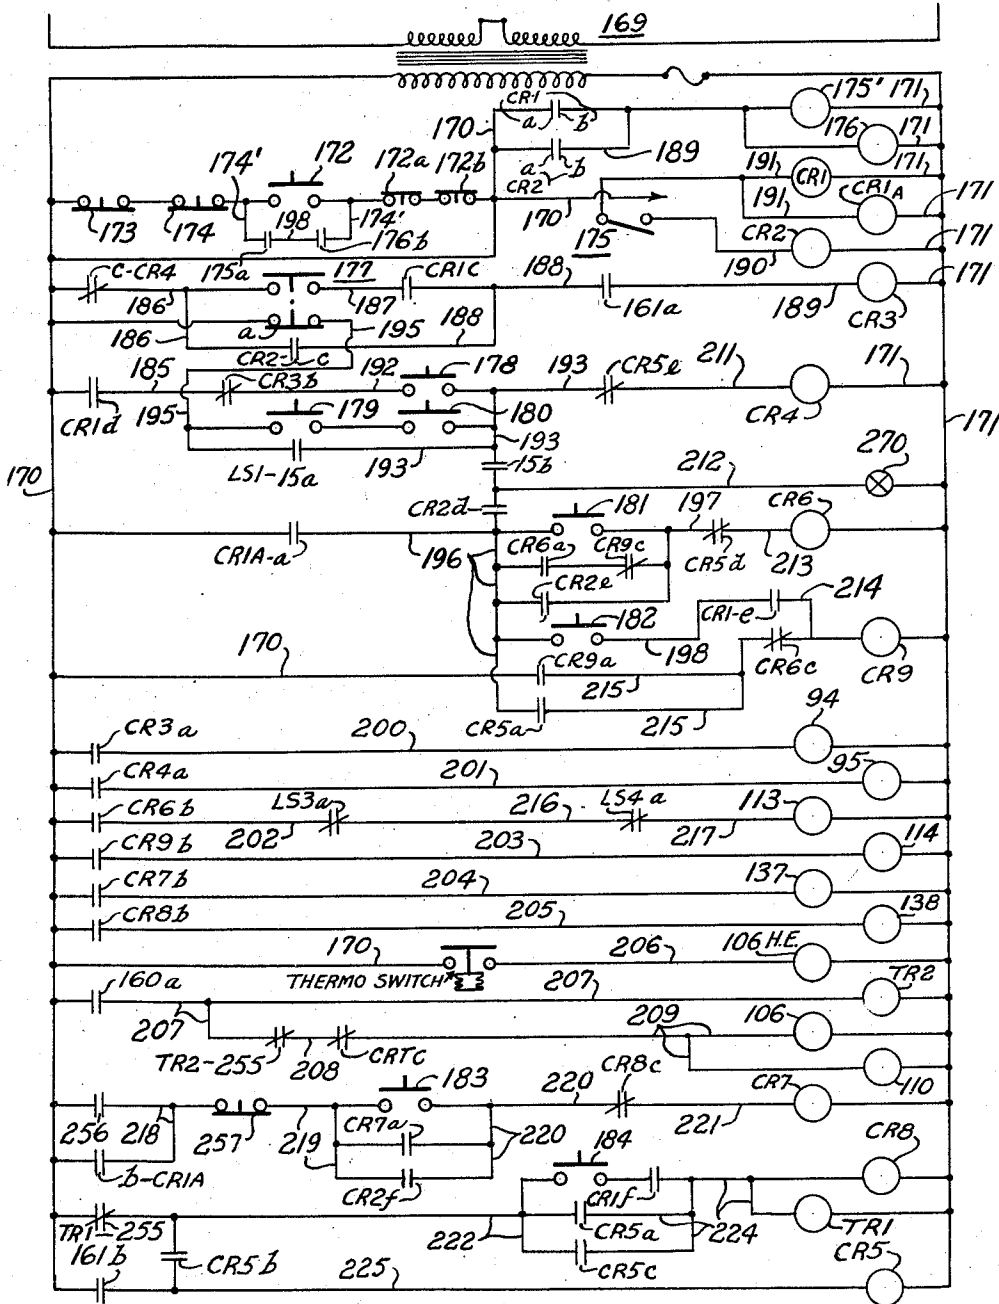 169
CR-1 175' 171
a b 176 171
170 189
174' 172 172a 172b a b CR2 191 CR1 171
CR1A
173 174 198 174' 170 191 171
175a 176b 175 CR2 190 171
C-CR4 177 CR1C 188 171
186 187 161a 189 CR3
186 a 195 188
CR2-C
185 CR3b 192 178 193 CR5e 211 171
CR1d 195 179 180 CR4
193 171
LS1-15a 193 15b 212 270
170
CR2d 181 197 CR6
CR1A-a 196 CR6a CR9c CR5d 213
CR2e 214
182 CR1-e
170 198
CR9a CR6c CR9
215
CR5a 215
CR3a 200 94
CR4a 201 95
CR6b LS3a 216 LS4a 113
202 217
CR9b 203 114
CR7b 204 137
CR8b 205 138
170 206 106 H.E.
THERMO SWITCH
160a 207 TR2
207 209 106
TR2-255 208 CR7C 110
183 CR8c
220 CR7
256 218 257 219 CR7a 220 221
184 CR8
b-CR1A CR2f CR1f
TR1 255 222 CR5a 224 TR1
161b CR5b CR5c CR5
225